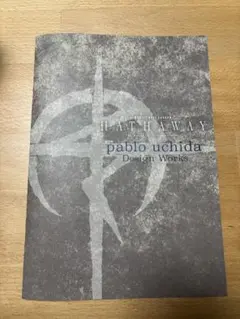 HATHAWAY
pablo uchida
Design Works